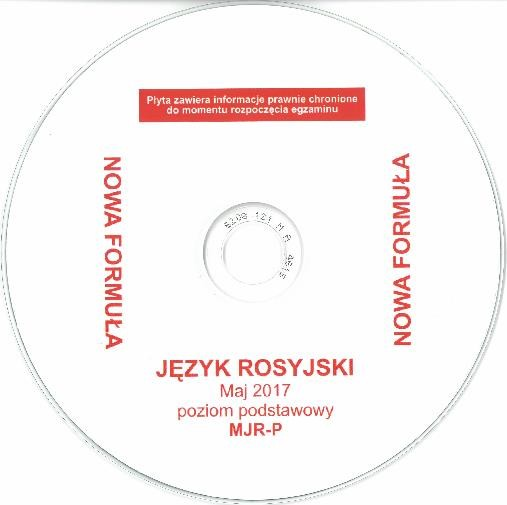 Płyta zawiera informacje prawnie chronione
do momentu rozpoczęcia egzaminu
NOWA FORMUŁA
NOWA FORMUŁA
JĘZYK ROSYJSKI
Maj 2017
poziom podstawowy
MJR-P